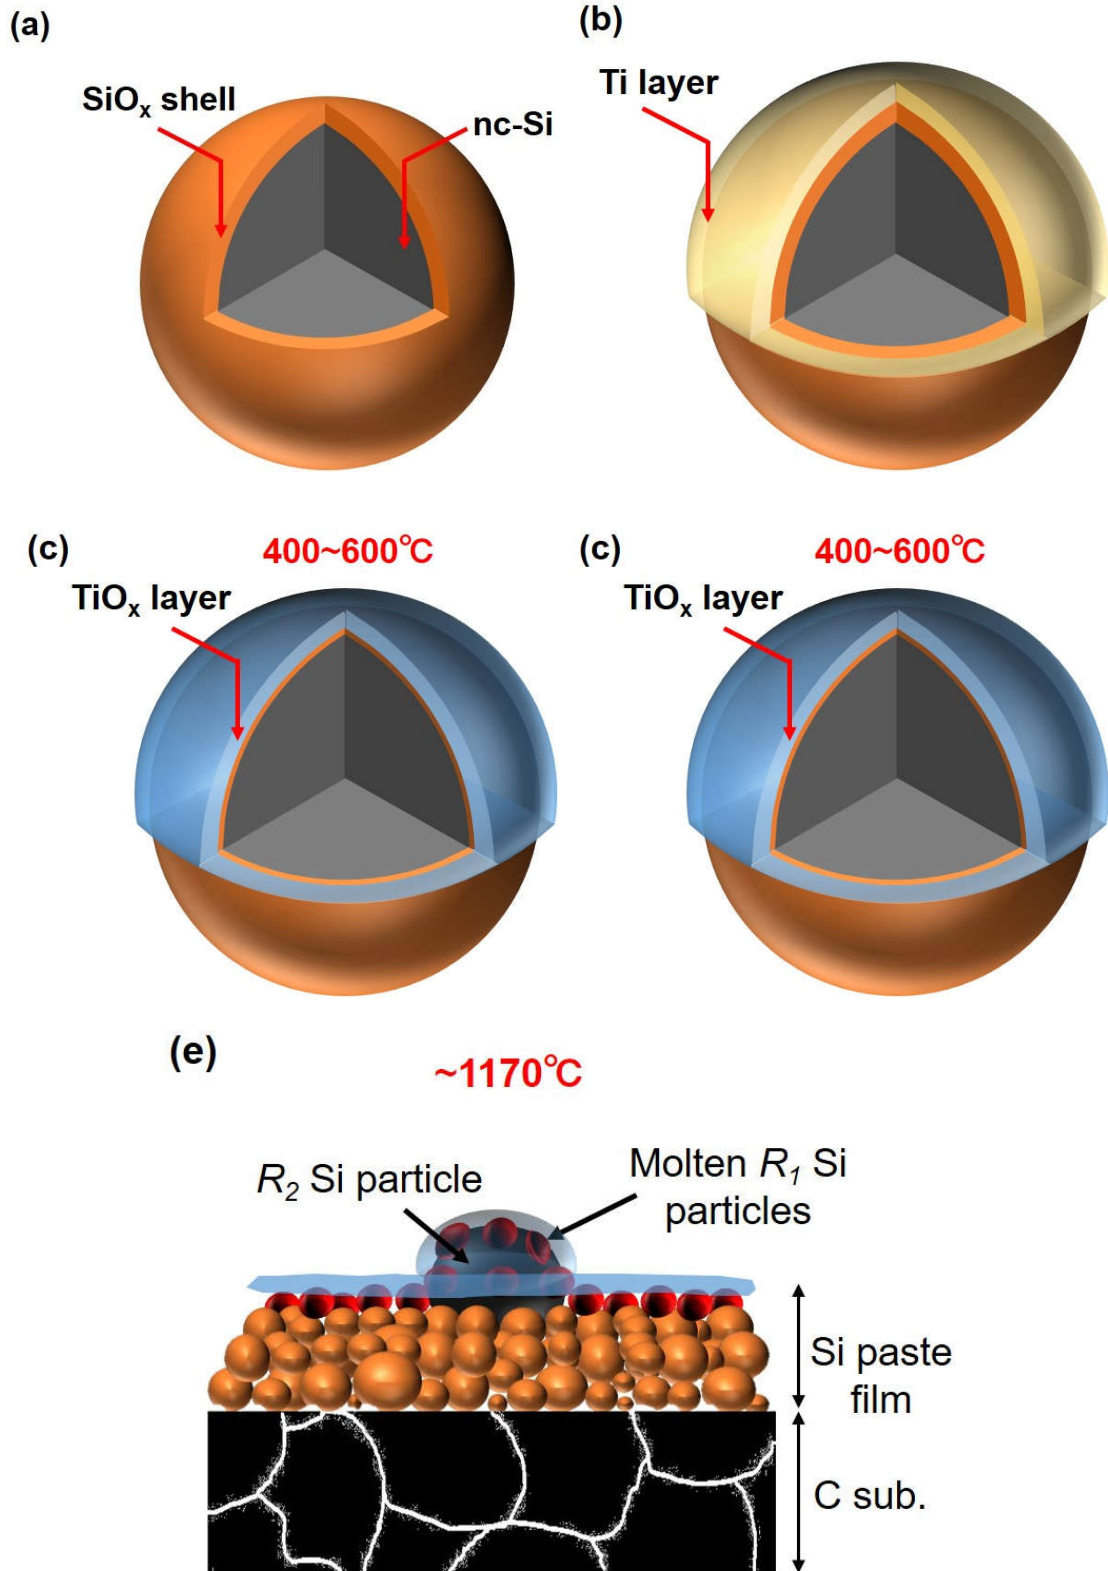 (a)
SiOx shell
nc-Si
(b)
Ti layer
(c)
400~600℃
TiOx layer
(c)
400~600℃
TiOx layer
(e)
~1170℃
R2 Si particle
Molten R1 Si
particles
Si paste
film
C sub.